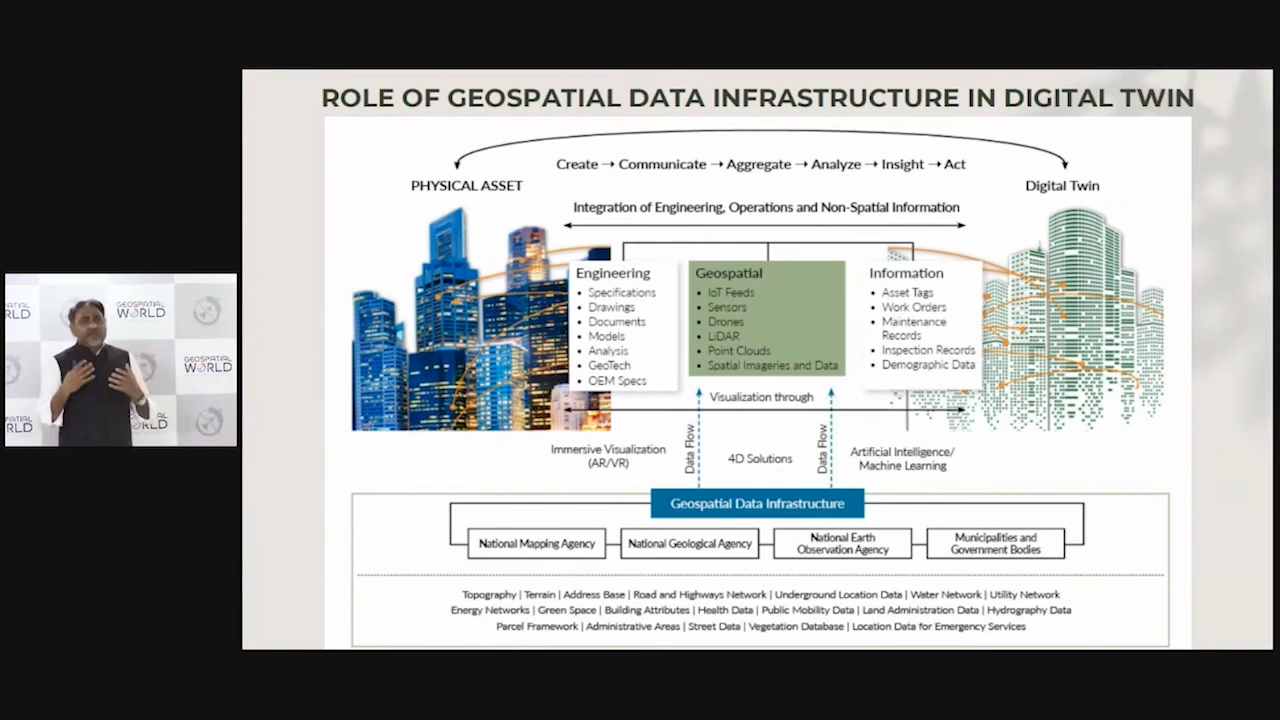 ROLE OF GEOSPATIAL DATA INFRASTRUCTURE IN DIGITAL TWIN
Create → Communicate → Aggregate → Analyze → Insight → Act
PHYSICAL ASSET
Digital Twin
Integration of Engineering, Operations and Non-Spatial Information
Engineering
• Specifications
• Drawings
• Documents
• Models
• Analysis
• GeoTech
• OEM Specs
Geospatial
• IoT Feeds
• Sensors
• Drones
• LiDAR
• Point Clouds
• Spatial Imageries and Data
Information
• Asset Tags
• Work Orders
• Maintenance
Records
• Inspection Records
• Demographic Data
Visualization through
Immersive Visualization
(AR/VR)
Data Flow
4D Solutions
Data Flow
Artificial Intelligence/
Machine Learning
Geospatial Data Infrastructure
National Mapping Agency
National Geological Agency
National Earth
Observation Agency
Municipalities and
Government Bodies
Topography | Terrain | Address Base | Road and Highways Network | Underground Location Data | Water Network | Utility Network
Energy Networks | Green Space | Building Attributes | Health Data | Public Mobility Data | Land Administration Data | Hydrography Data
Parcel Framework | Administrative Areas | Street Data | Vegetation Database | Location Data for Emergency Services
GEOSPATIAL
WORLD
GEOSPATIAL
WORLD